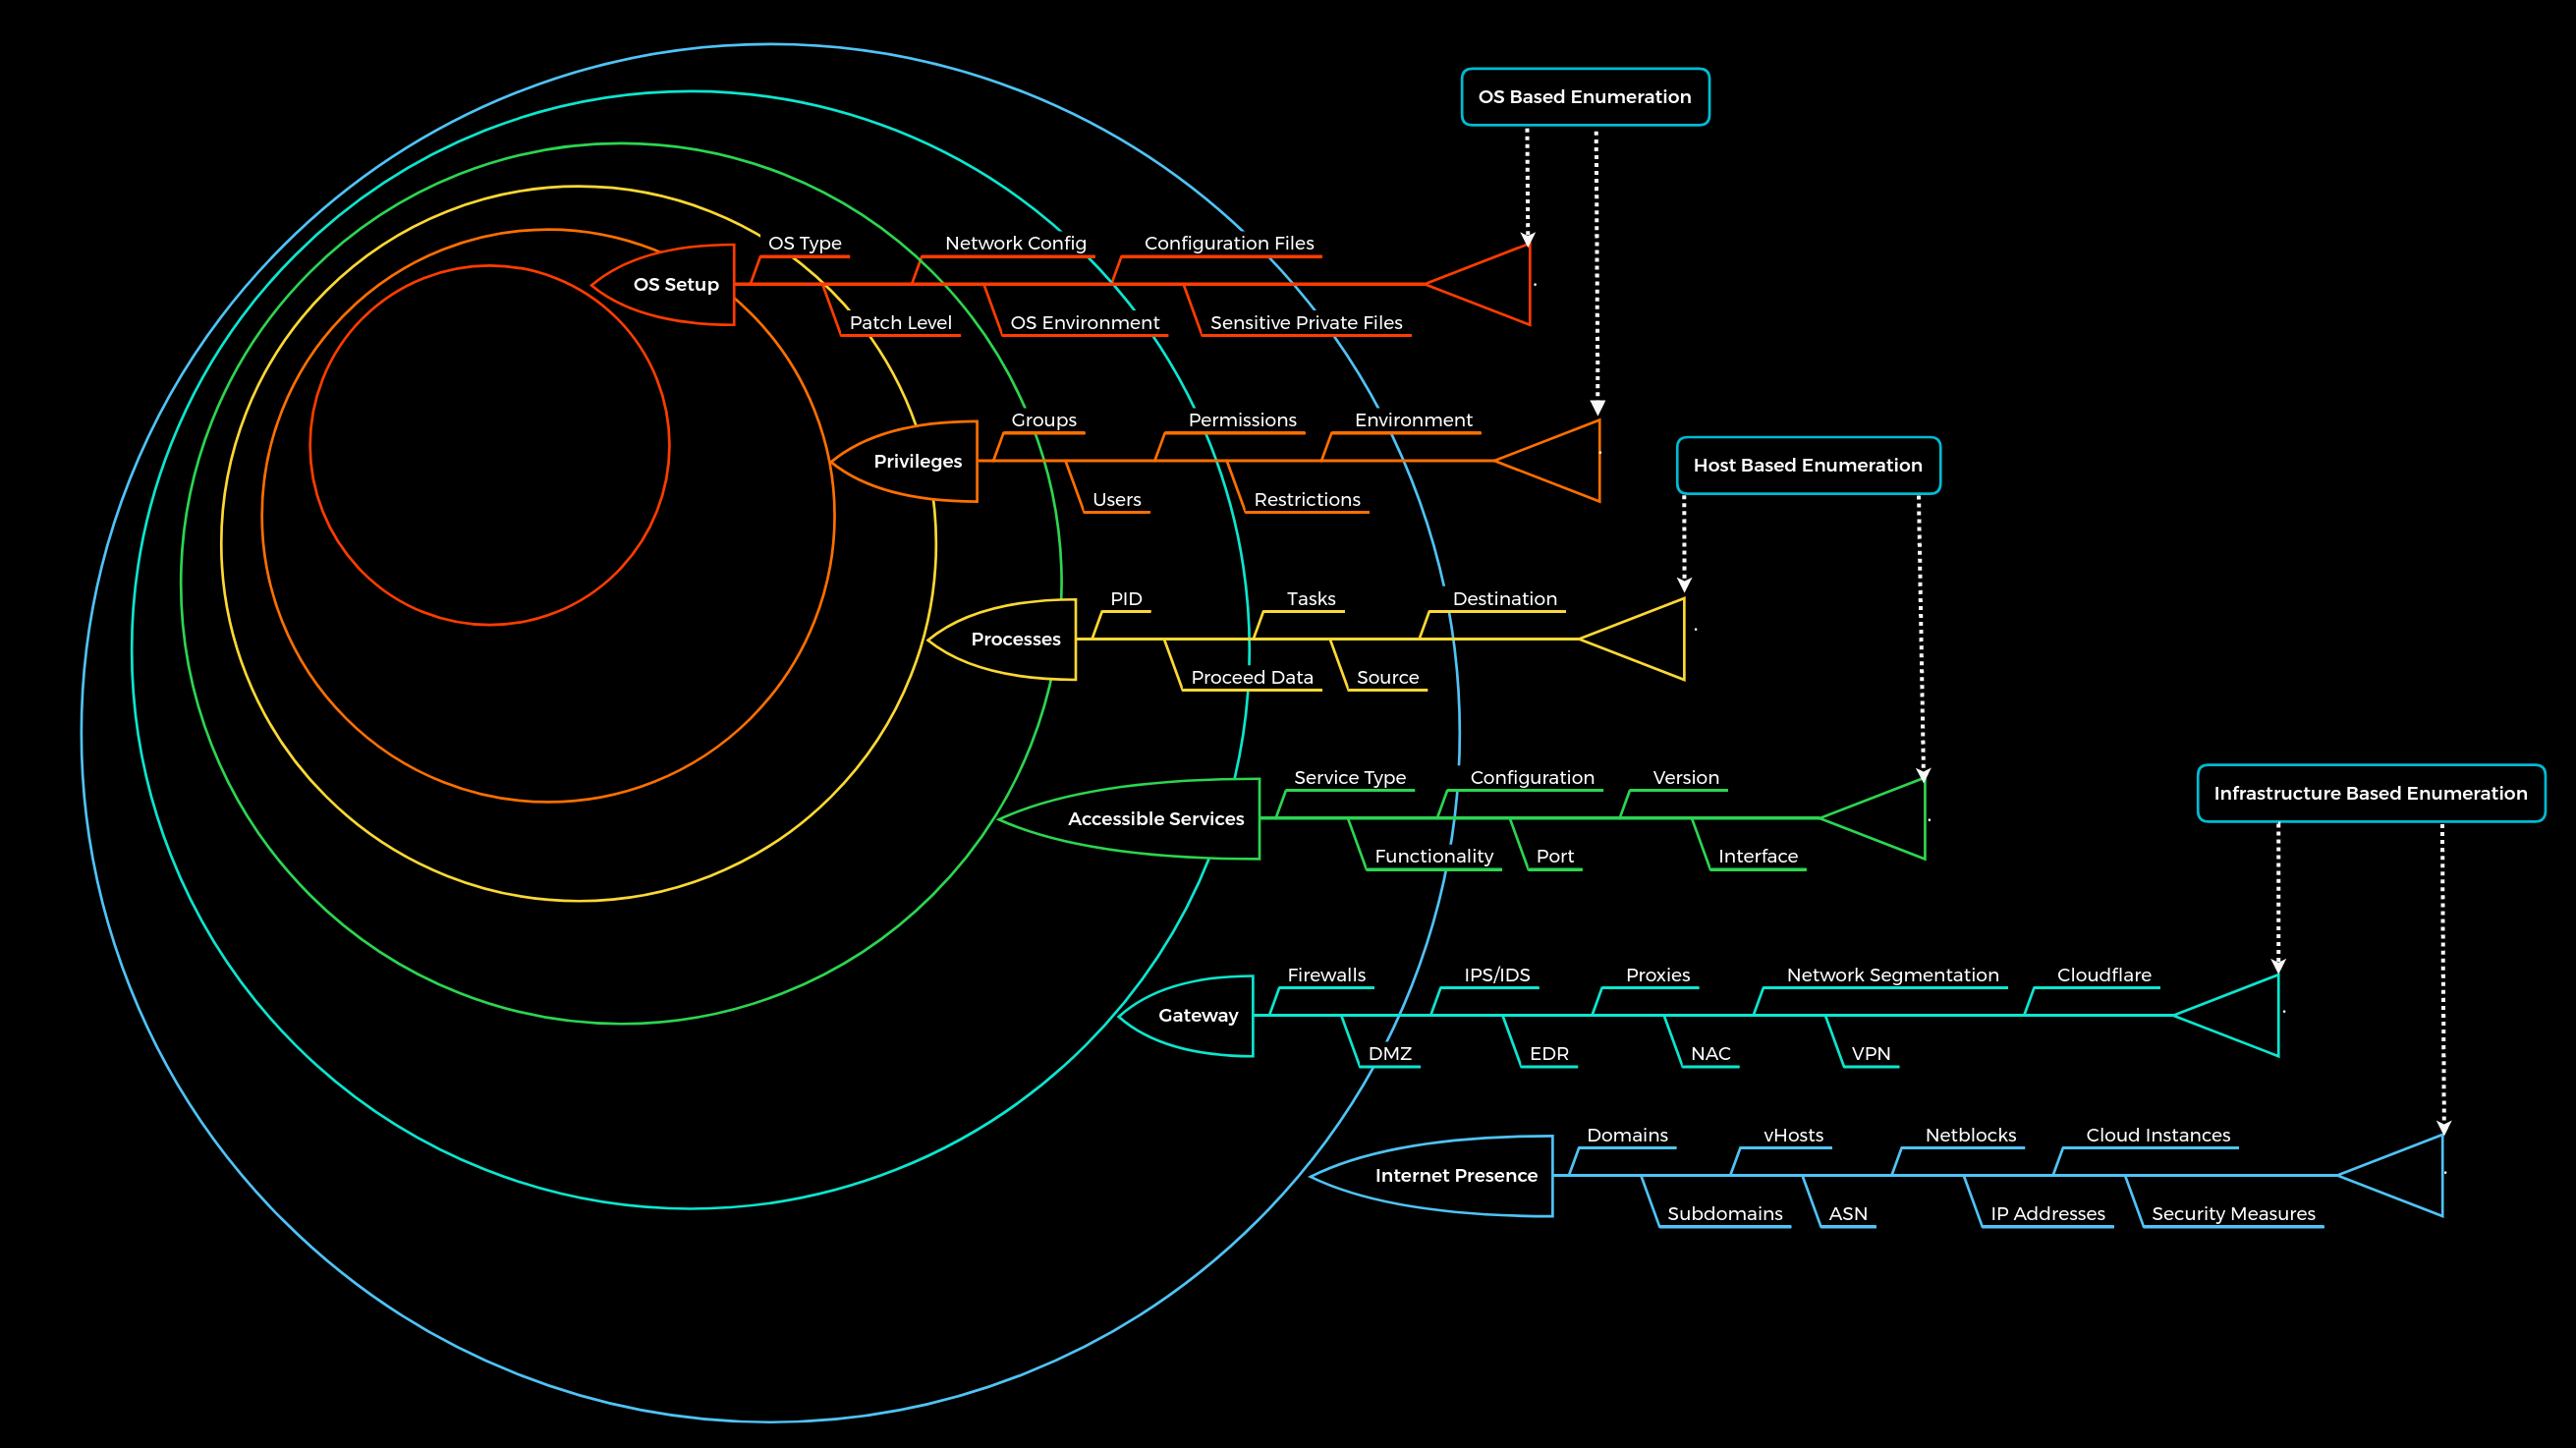 OS Based Enumeration
OS Type
Network Config
Configuration Files
OS Setup
Patch Level
OS Environment
Sensitive Private Files
Groups
Permissions
Environment
Privileges
Users
Restrictions
Host Based Enumeration
PID
Tasks
Destination
Processes
Proceed Data
Source
Service Type
Configuration
Version
Accessible Services
Functionality
Port
Interface
Infrastructure Based Enumeration
Firewalls
IPS/IDS
Proxies
Network Segmentation
Cloudflare
Gateway
DMZ
EDR
NAC
VPN
Domains
vHosts
Netblocks
Cloud Instances
Internet Presence
Subdomains
ASN
IP Addresses
Security Measures